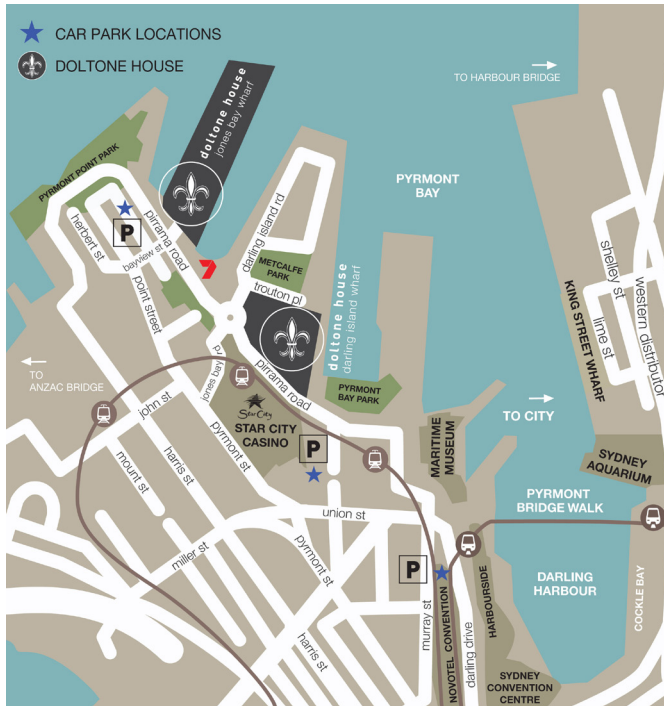 CAR PARK LOCATIONS
DOLTONE HOUSE
TO HARBOUR BRIDGE
doltone house
jones bay wharf
PYRMONT POINT PARK
PYRMONT
BAY
P
herbert st
bayview st
pirrama road
point street
darling island rd
7
METCALFE
PARK
trouton pl
doltone house
darling island wharf
shelley st
western distributor
lime st
KING STREET WHARF
TO
ANZAC BRIDGE
jones bay rd
pirrama road
PYRMONT
BAY PARK
TO CITY
john st
Star City
STAR CITY
CASINO
P
MARITIME
MUSEUM
SYDNEY
AQUARIUM
mount st
harris st
pyrmont st
union st
PYRMONT
BRIDGE WALK
miller st
pyrmont st
P
murray st
NOVOTEL CONVENTION
darling drive
HARBOURSIDE
DARLING
HARBOUR
COCKLE BAY
harris st
SYDNEY
CONVENTION
CENTRE